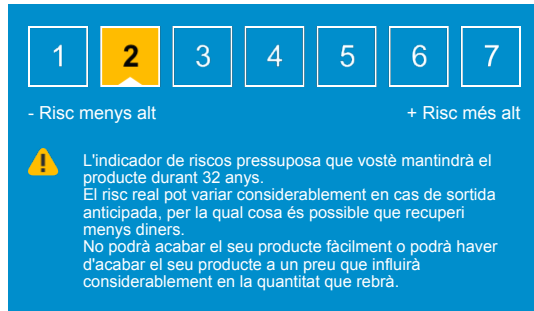 1 2 3 4 5 6 7
- Risc menys alt + Risc més alt
L'indicador de riscos pressuposa que vostè mantindrà el
producte durant 32 anys.
El risc real pot variar considerablement en cas de sortida
anticipada, per la qual cosa és possible que recuperi
menys diners.
No podrà acabar el seu producte fàcilment o podrà haver
d'acabar el seu producte a un preu que influirà
considerablement en la quantitat que rebrà.